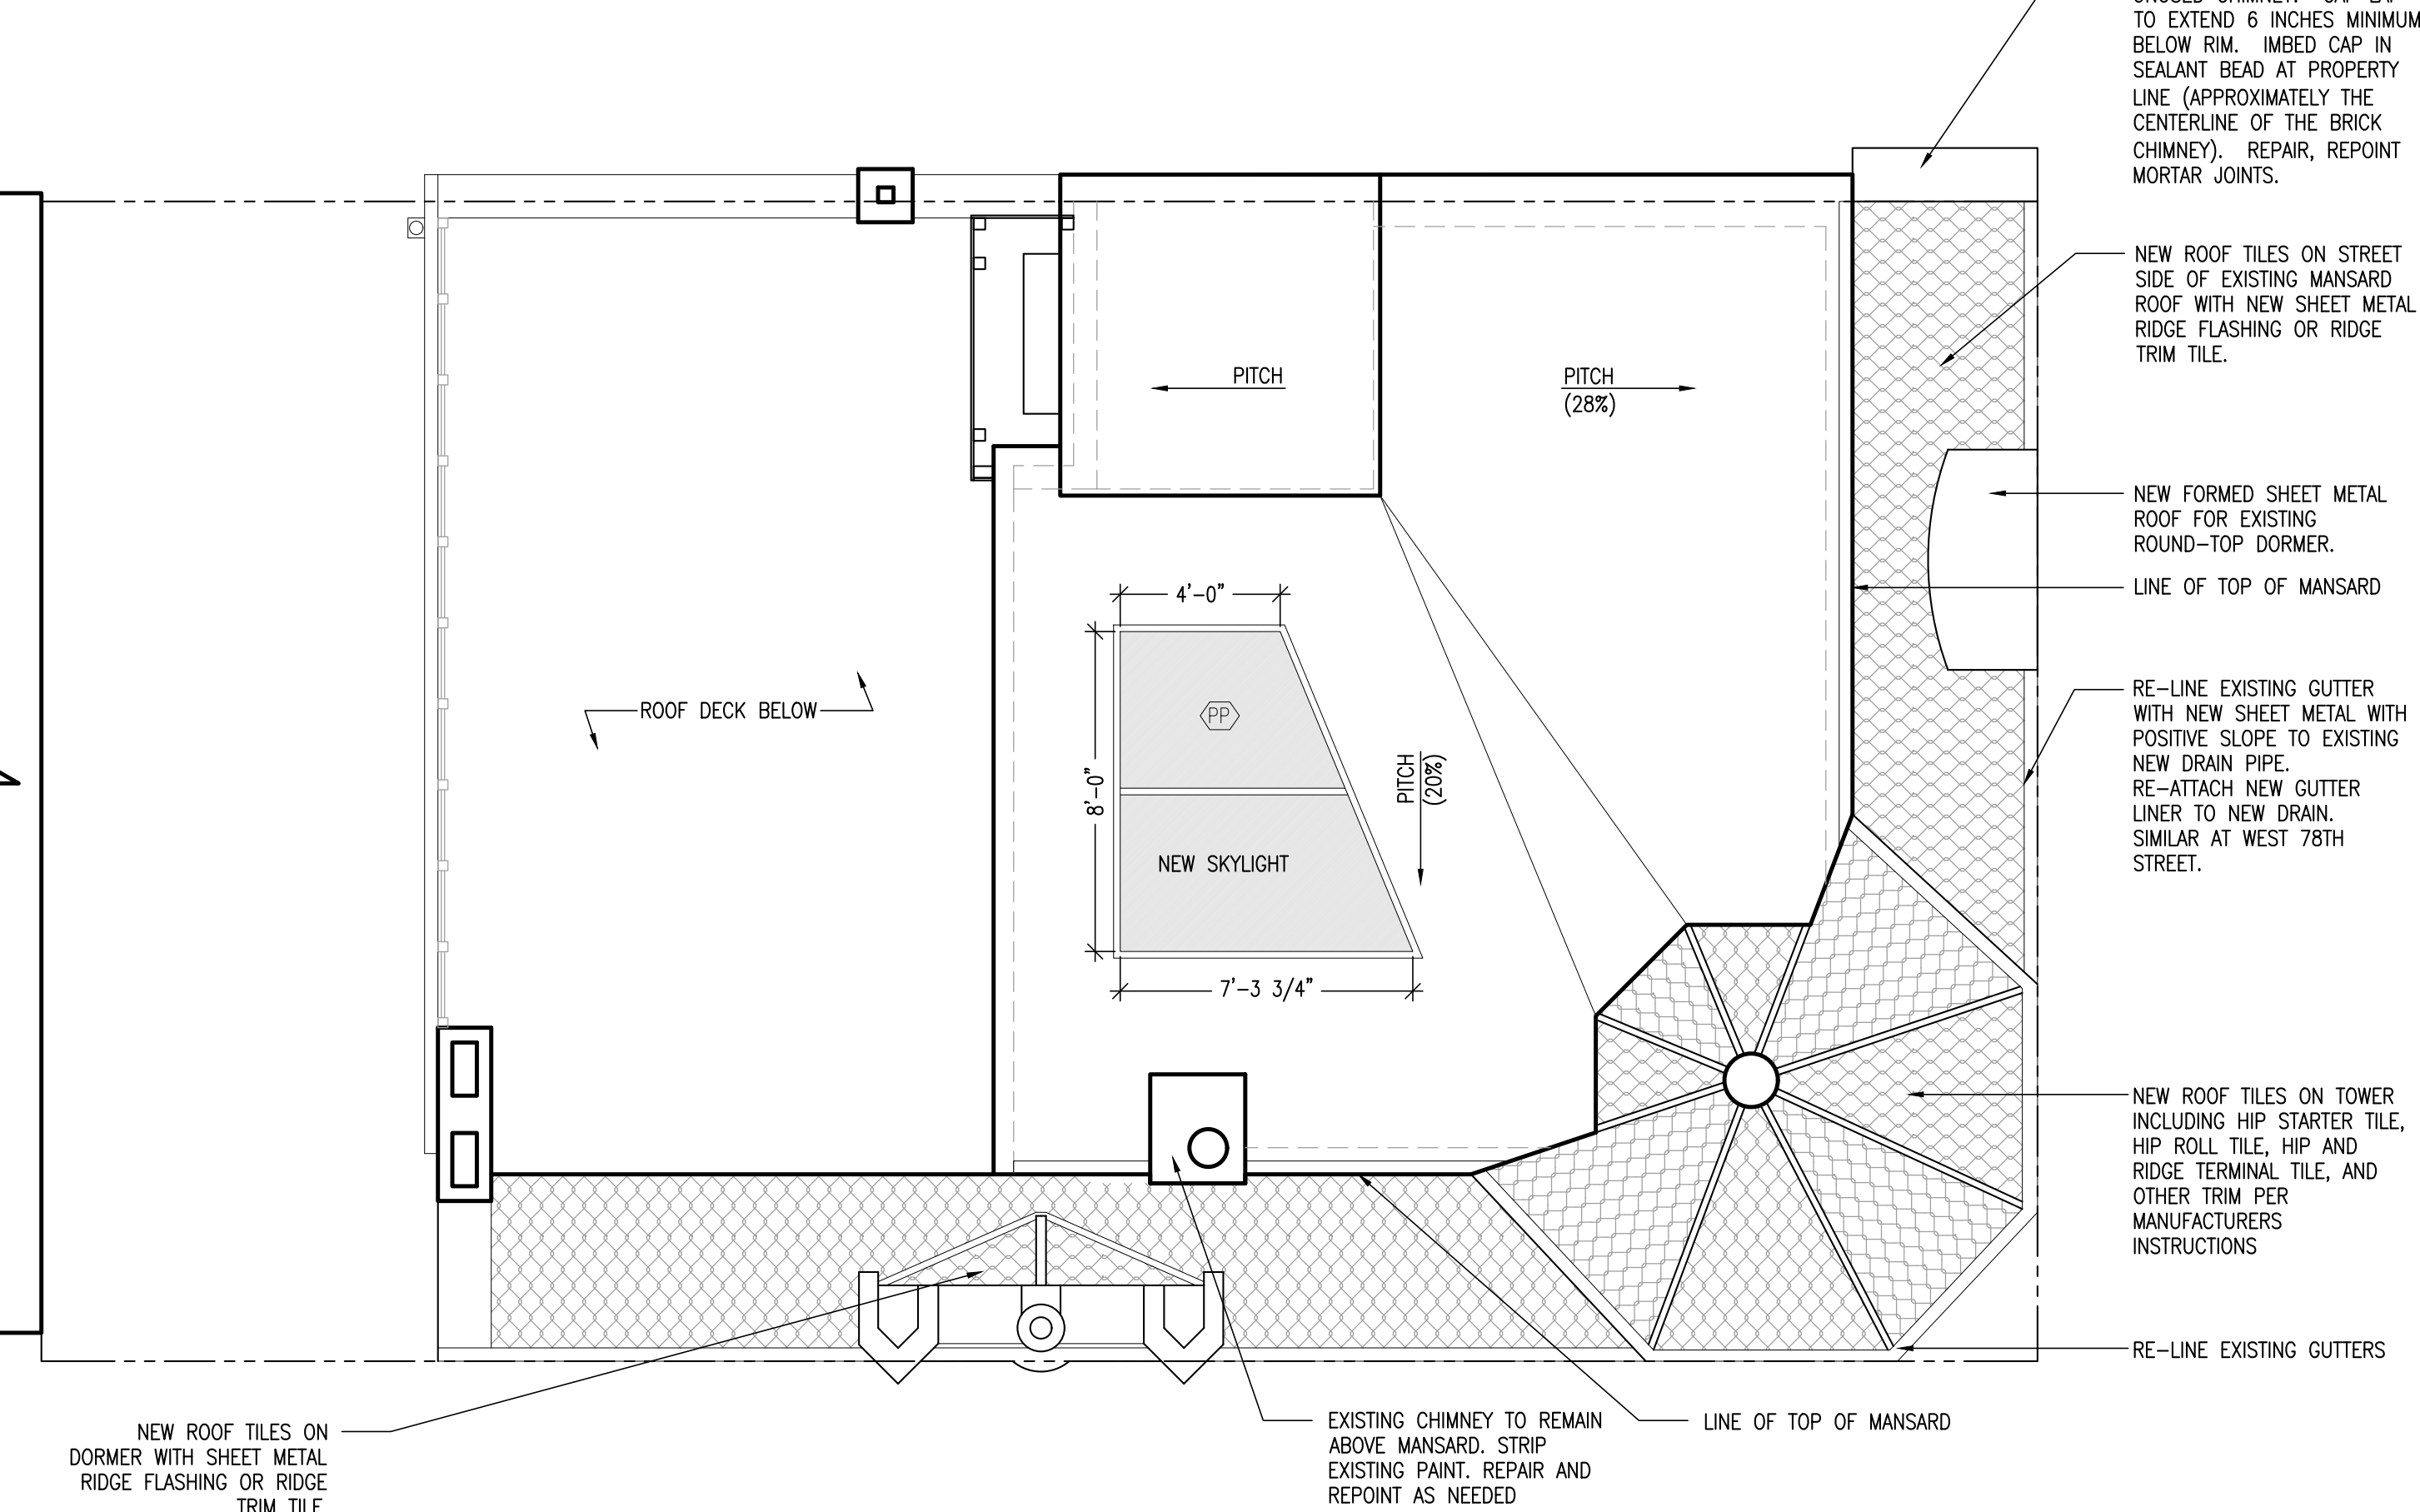 TO EXTEND 6 INCHES MINIMUM
BELOW RIM. IMBED CAP IN
SEALANT BEAD AT PROPERTY
LINE (APPROXIMATELY THE
CENTERLINE OF THE BRICK
CHIMNEY). REPAIR, REPOINT
MORTAR JOINTS.
NEW ROOF TILES ON STREET
SIDE OF EXISTING MANSARD
ROOF WITH NEW SHEET METAL
RIDGE FLASHING OR RIDGE
TRIM TILE.
PITCH
PITCH
(28%)
NEW FORMED SHEET METAL
ROOF FOR EXISTING
ROUND-TOP DORMER.
LINE OF TOP OF MANSARD
4'-0"
8'-0"
PP
PITCH
(20%)
NEW SKYLIGHT
7'-3 3/4"
ROOF DECK BELOW
RE-LINE EXISTING GUTTER
WITH NEW SHEET METAL WITH
POSITIVE SLOPE TO EXISTING
NEW DRAIN PIPE.
RE-ATTACH NEW GUTTER
LINER TO NEW DRAIN.
SIMILAR AT WEST 78TH
STREET.
NEW ROOF TILES ON TOWER
INCLUDING HIP STARTER TILE,
HIP ROLL TILE, HIP AND
RIDGE TERMINAL TILE, AND
OTHER TRIM PER
MANUFACTURERS
INSTRUCTIONS
RE-LINE EXISTING GUTTERS
NEW ROOF TILES ON
DORMER WITH SHEET METAL
RIDGE FLASHING OR RIDGE
TRIM TILE.
EXISTING CHIMNEY TO REMAIN
ABOVE MANSARD. STRIP
EXISTING PAINT. REPAIR AND
REPOINT AS NEEDED
LINE OF TOP OF MANSARD